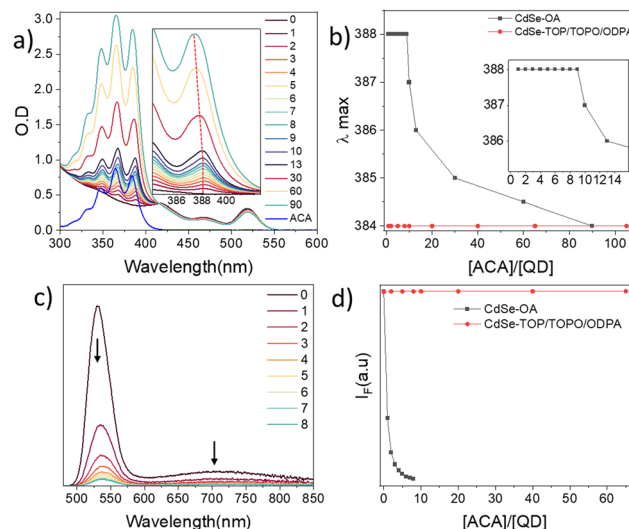 a)
O.D
3.0
2.5
2.0
1.5
1.0
0.5
0.0
300 350 400 450 500 550 600
Wavelength(nm)
386 388
0
1
2
3
4
5
6
7
8
9
10
13
30
60
90
ACA
b)
CdSe-OA
CdSe-TOP/TOPO/ODPA
λ max
388
387
386
385
384
0 20 40 60 80 100
[ACA]/[QD]
388
386
0 2 4 6 8 10 12 14
c)
0
1
2
3
4
5
6
7
8
500 550 600 650 700 750 800 850
Wavelength(nm)
d)
CdSe-OA
CdSe-TOP/TOPO/ODPA
I_F(a.u)
0 20 40 60
[ACA]/[QD]